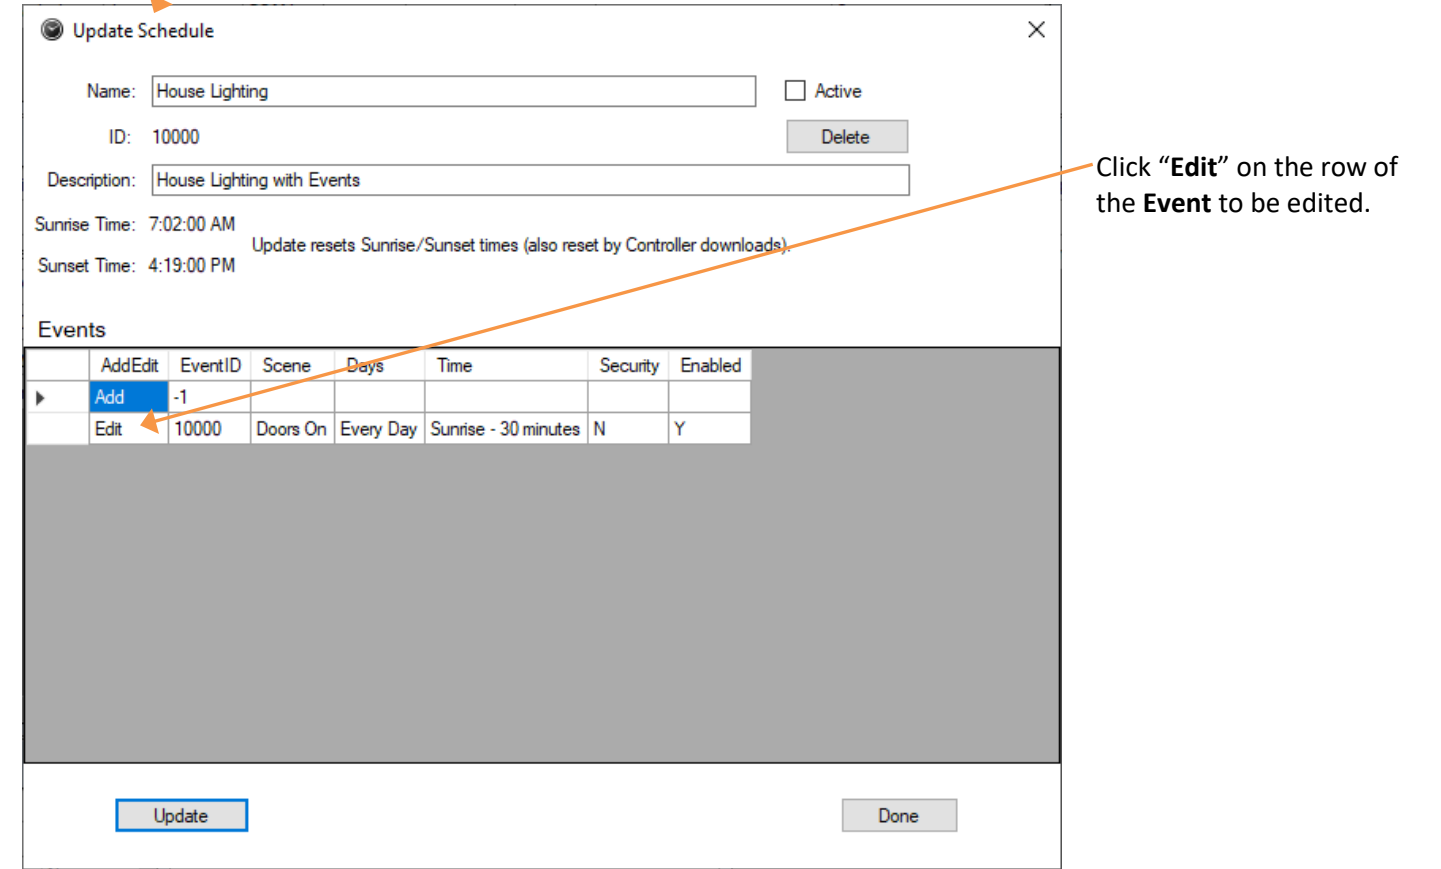 Update Schedule
Name: House Lighting Active
ID: 10000 Delete
Description: House Lighting with Events
Sunrise Time: 7:02:00 AM
Update resets Sunrise/Sunset times (also reset by Controller downloads).
Sunset Time: 4:19:00 PM
Click “Edit” on the row of
the Event to be edited.
Events
AddEdit EventID Scene Days Time Security Enabled
Add -1
Edit 10000 Doors On Every Day Sunrise - 30 minutes N Y
Update Done